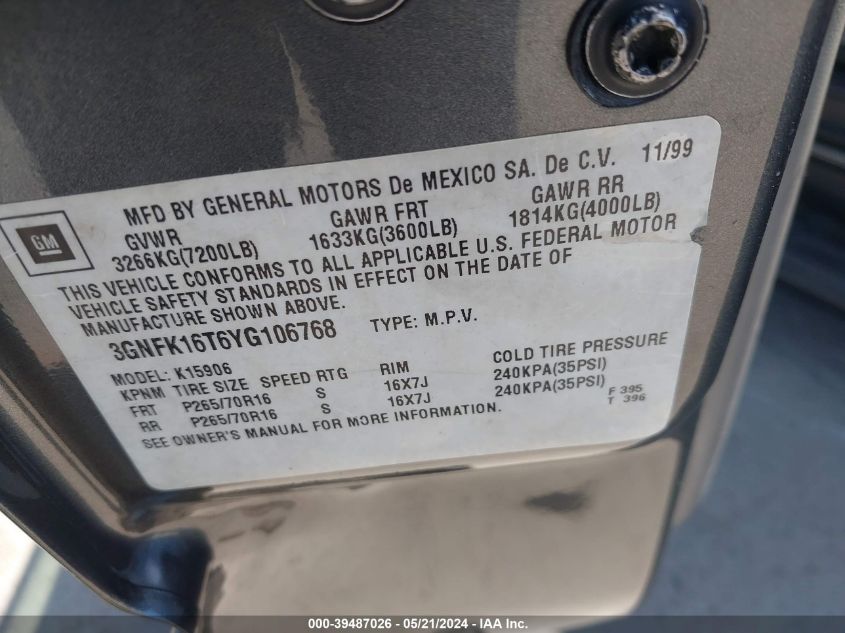 MFD BY GENERAL MOTORS De MEXICO SA. De C.V. 11/99
GM
GVWR GAWR FRT GAWR RR
3266KG(7200LB) 1633KG(3600LB) 1814KG(4000LB)
THIS VEHICLE CONFORMS TO ALL APPLICABLE U.S. FEDERAL MOTOR
VEHICLE SAFETY STANDARDS IN EFFECT ON THE DATE OF
MANUFACTURE SHOWN ABOVE.
3GNFK16T6YG106768 TYPE: M.P.V.
MODEL: K15906
KPNM TIRE SIZE SPEED RTG RIM COLD TIRE PRESSURE
FRT P265/70R16 S 16X7J 240KPA(35PSI)
RR P265/70R16 S 16X7J 240KPA(35PSI)
SEE OWNER'S MANUAL FOR MORE INFORMATION.
F 395
T 396
000-39487026 - 05/21/2024 - IAA Inc.